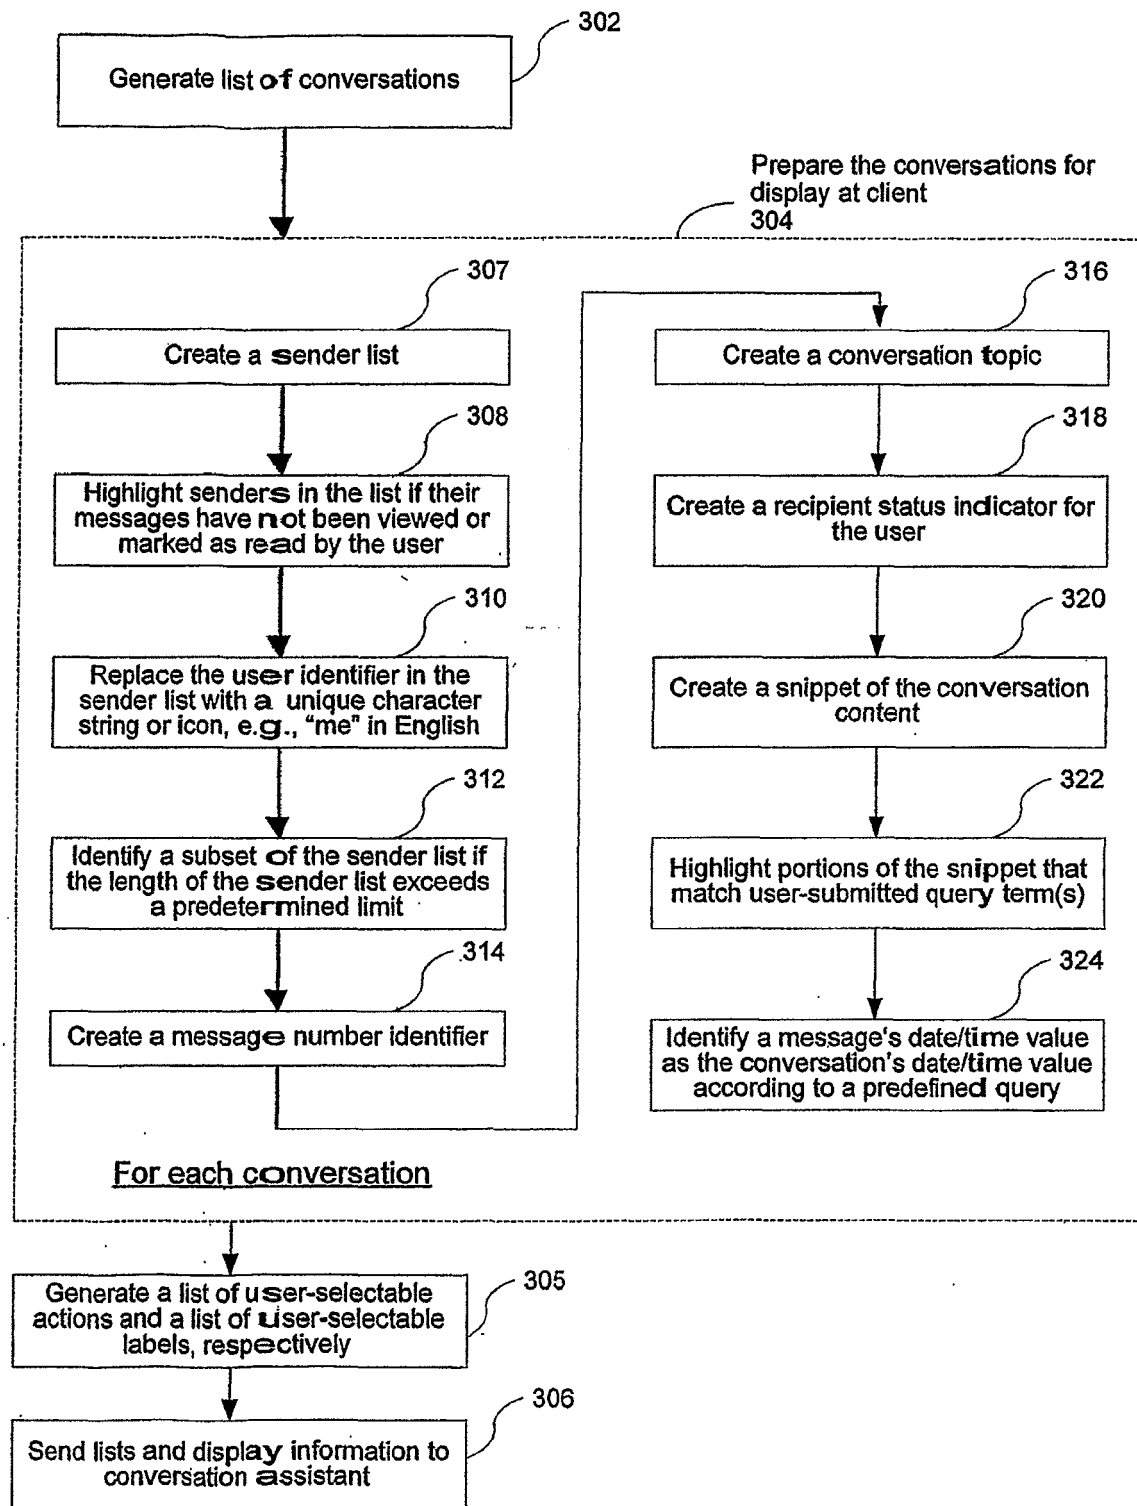 302
Generate list of conversations
Prepare the conversations for
display at client
304
307
Create a sender list
308
Highlight senders in the list if their
messages have not been viewed or
marked as read by the user
310
Replace the user identifier in the
sender list with a unique character
string or icon, e.g., “me” in English
312
Identify a subset of the sender list if
the length of the sender list exceeds
a predetermined limit
314
Create a message number identifier
316
Create a conversation topic
318
Create a recipient status indicator for
the user
320
Create a snippet of the conversation
content
322
Highlight portions of the snippet that
match user-submitted query term(s)
324
Identify a message's date/time value
as the conversation's date/time value
according to a predefined query
For each conversation
305
Generate a list of user-selectable
actions and a list of user-selectable
labels, respectively
306
Send lists and display information to
conversation assistant